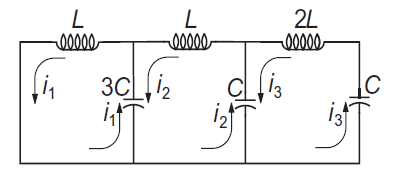 L L 2L
i₁ 3C i₂ C i₃ C
i₁ i₂ i₃